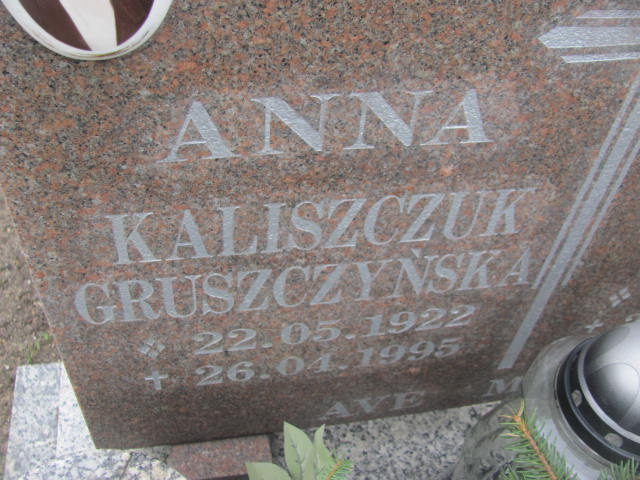 ANNA
KALISZCZUK
GRUSZCZYŃSKA
22.05.1922
26.04.1995
AVE M